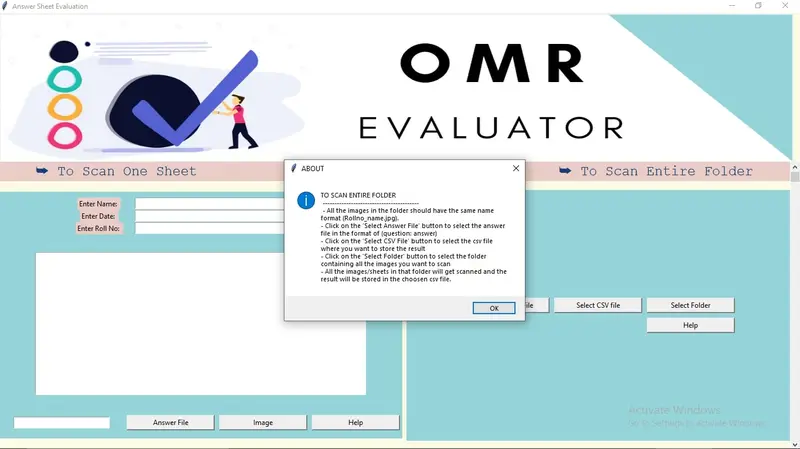 Answer Sheet Evaluation
OMR
EVALUATOR
➥ To Scan One Sheet
➥ To Scan Entire Folder
ABOUT
TO SCAN ENTIRE FOLDER
- All the images in the folder should have the same name
format (Rollno_name.jpg).
- Click on the 'Select Answer File' button to select the answer
file in the format of (question: answer)
- Click on the 'Select CSV File' button to select the csv file
where you want to store the result
- Click on the 'Select Folder' button to select the folder
containing all the images you want to scan
- All the images/sheets in that folder will get scanned and the
result will be stored in the choosen csv file.
OK
Enter Name:
Enter Date:
Enter Roll No:
Select CSV file
Select Folder
Help
Answer File
Image
Help
Activate Windows
Go to Settings to activate Windows.